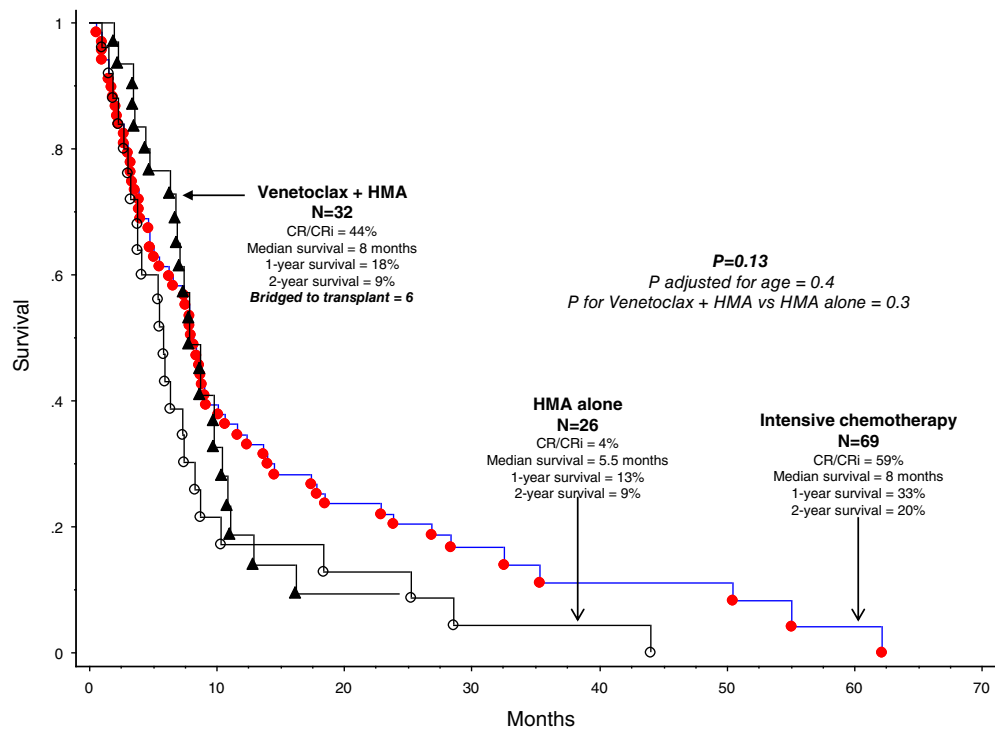 1
.8
.6
.4
.2
0
Survival
Venetoclax + HMA
N=32
CR/CRi = 44%
Median survival = 8 months
1-year survival = 18%
2-year survival = 9%
Bridged to transplant = 6
P=0.13
P adjusted for age = 0.4
P for Venetoclax + HMA vs HMA alone = 0.3
HMA alone
N=26
CR/CRi = 4%
Median survival = 5.5 months
1-year survival = 13%
2-year survival = 9%
Intensive chemotherapy
N=69
CR/CRi = 59%
Median survival = 8 months
1-year survival = 33%
2-year survival = 20%
0 10 20 30 40 50 60 70
Months